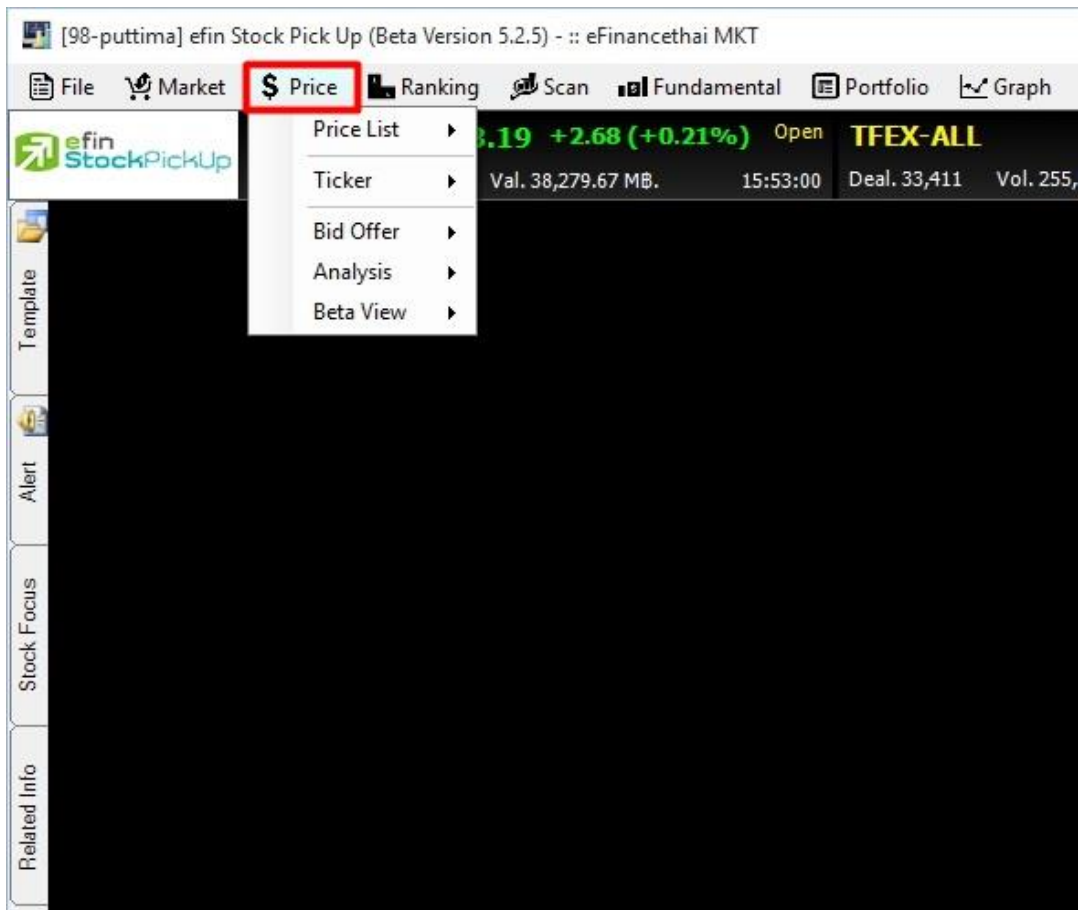 [98-puttima] efin Stock Pick Up (Beta Version 5.2.5) - :: eFinancethai MKT
File Market $ Price Ranking Scan Fundamental Portfolio Graph
efin
StockPickUp
3.19 +2.68 (+0.21%) Open TFEX-ALL
Val. 38,279.67 MB. 15:53:00 Deal. 33,411 Vol. 255,
Price List
Ticker
Bid Offer
Analysis
Beta View
Template
Alert
Stock Focus
Related Info